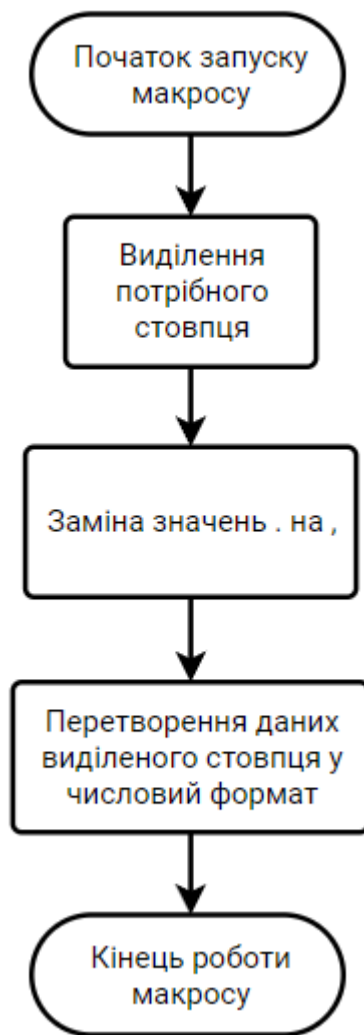 Початок запуску
макросу
Виділення
потрібного
стовпця
Заміна значень . на ,
Перетворення даних
виділеного стовпця у
числовий формат
Кінець роботи
макросу